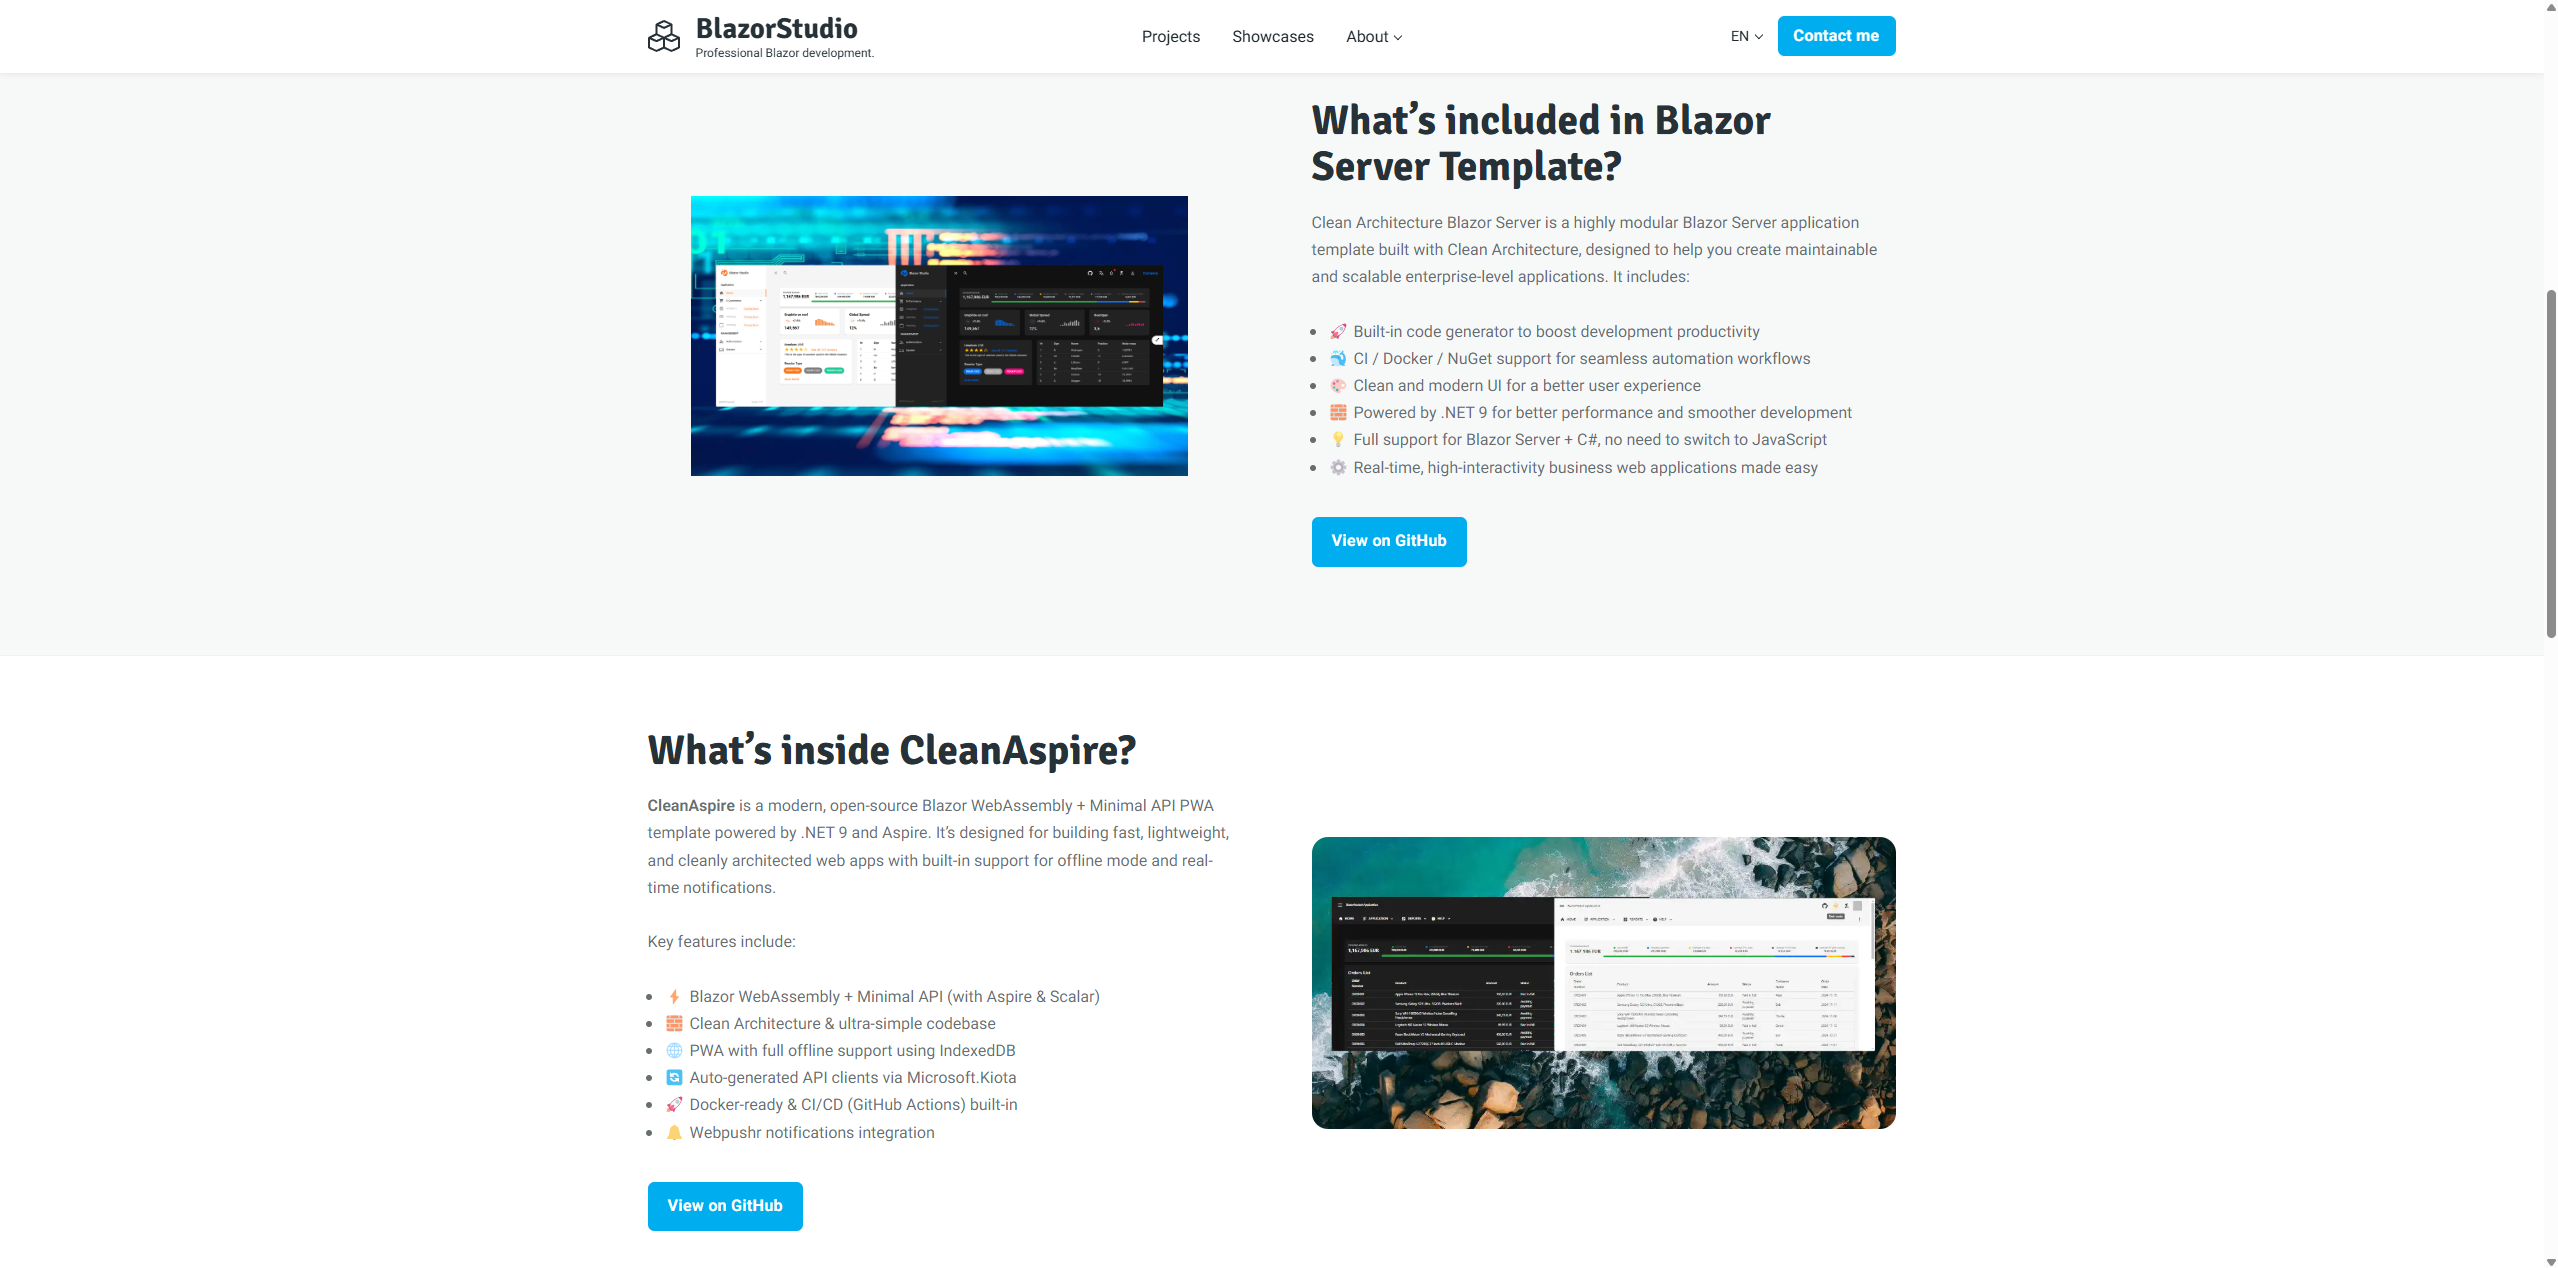 BlazorStudio
Professional Blazor development.
Projects
Showcases
About
EN
Contact me
What’s included in Blazor
Server Template?
Clean Architecture Blazor Server is a highly modular Blazor Server application
template built with Clean Architecture, designed to help you create maintainable
and scalable enterprise-level applications. It includes:
Built-in code generator to boost development productivity
CI / Docker / NuGet support for seamless automation workflows
Clean and modern UI for a better user experience
Powered by .NET 9 for better performance and smoother development
Full support for Blazor Server + C#, no need to switch to JavaScript
Real-time, high-interactivity business web applications made easy
View on GitHub
What’s inside CleanAspire?
CleanAspire is a modern, open-source Blazor WebAssembly + Minimal API PWA
template powered by .NET 9 and Aspire. It’s designed for building fast, lightweight,
and cleanly architected web apps with built-in support for offline mode and real-
time notifications.
Key features include:
Blazor WebAssembly + Minimal API (with Aspire & Scalar)
Clean Architecture & ultra-simple codebase
PWA with full offline support using IndexedDB
Auto-generated API clients via Microsoft.Kiota
Docker-ready & CI/CD (GitHub Actions) built-in
Webpushr notifications integration
View on GitHub